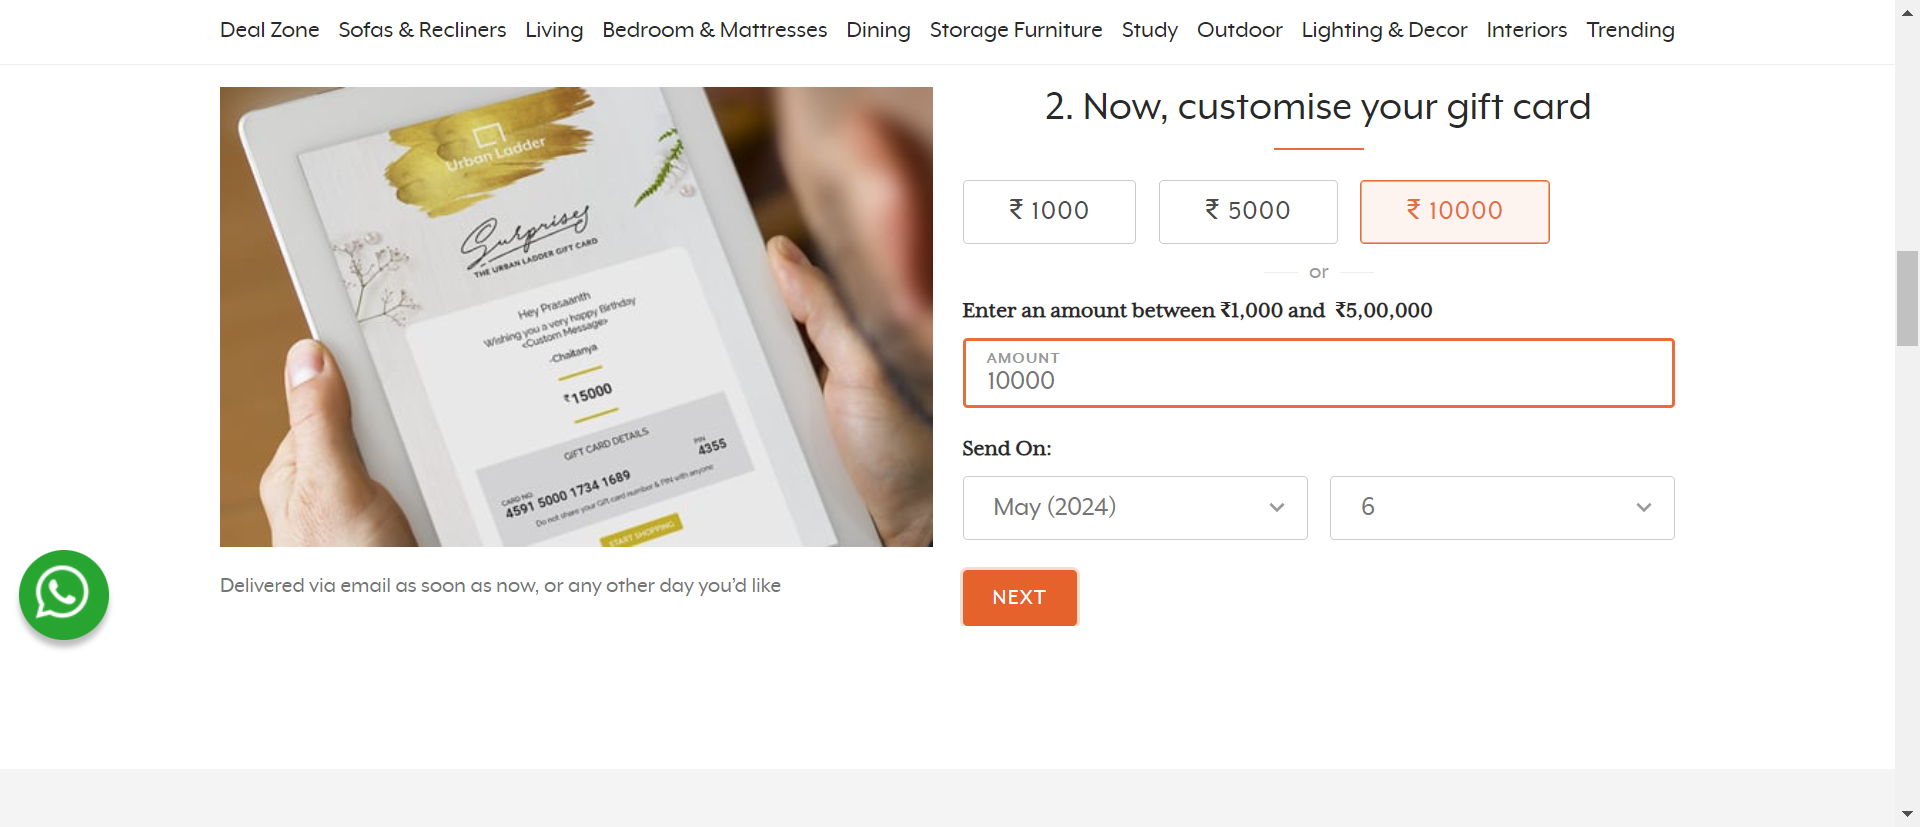 Deal Zone Sofas & Recliners Living Bedroom & Mattresses Dining Storage Furniture Study Outdoor Lighting & Decor Interiors Trending
Urban Ladder
Surprises
THE URBAN LADDER GIFT CARD
Hey Prasaanth
Wishing you a very happy Birthday
<Custom Message>
-Chaitanya
₹15000
GIFT CARD DETAILS
CARD NO. PIN
4591 5000 1734 1689 4355
Do not share your Gift card number & PIN with anyone
START SHOPPING
Delivered via email as soon as now, or any other day you’d like
2. Now, customise your gift card
₹ 1000 ₹ 5000 ₹ 10000
or
Enter an amount between ₹1,000 and ₹5,00,000
AMOUNT
10000
Send On:
May (2024) 6
NEXT